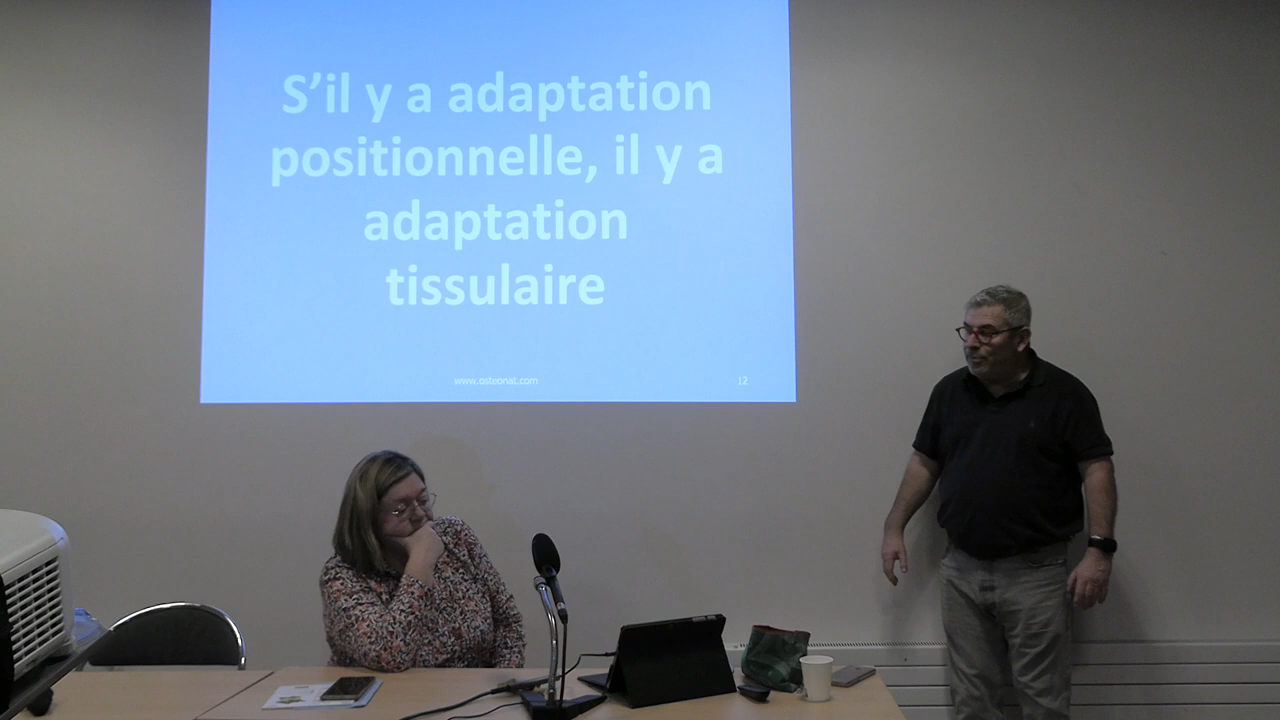 S'il y a adaptation
positionnelle, il y a
adaptation
tissulaire
www.osteonat.com
12